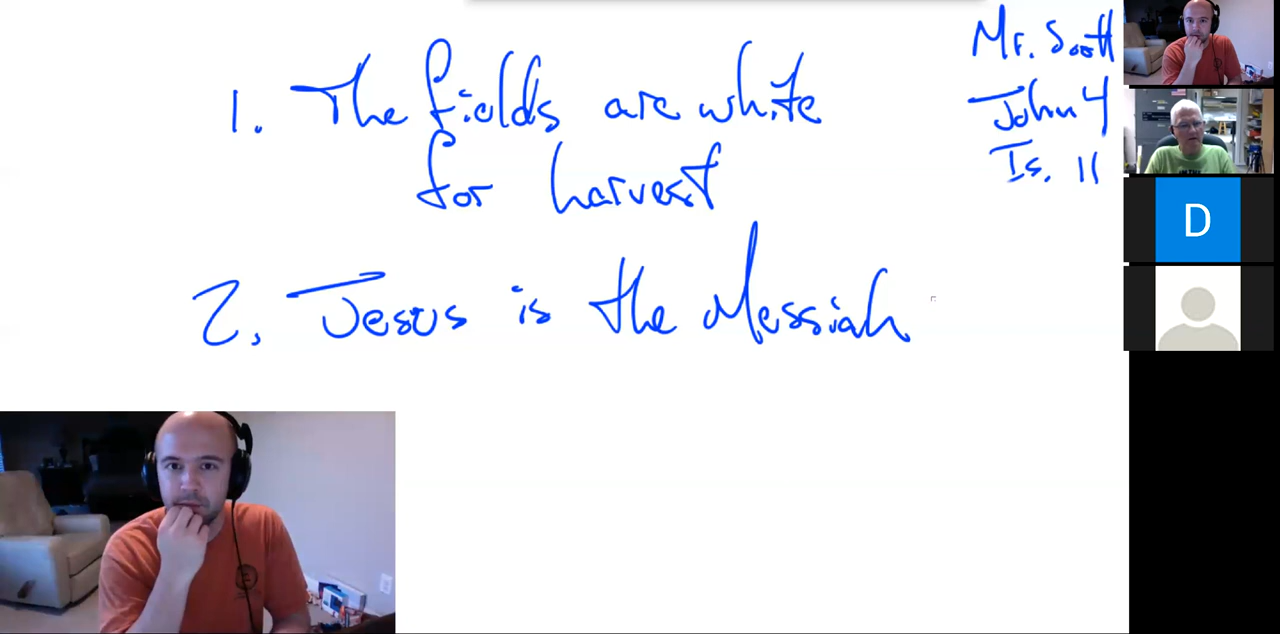 1. The fields are white
for harvest
2. Jesus is the Messiah
Mr. Scott
John 4
Is. 11
D